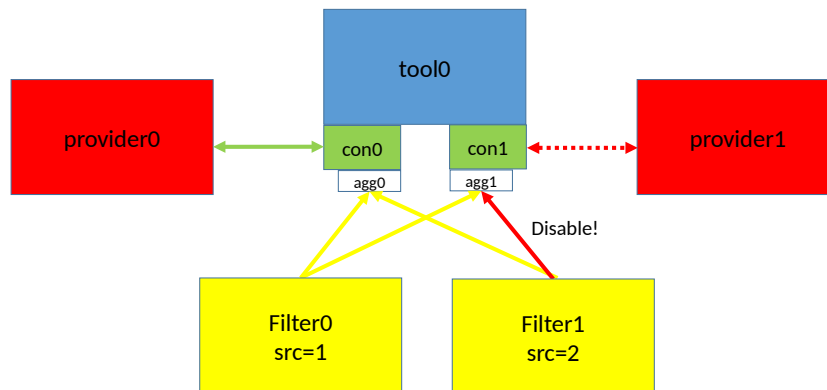 tool0
provider0
provider1
con0
con1
agg0
agg1
Disable!
Filter0
src=1
Filter1
src=2